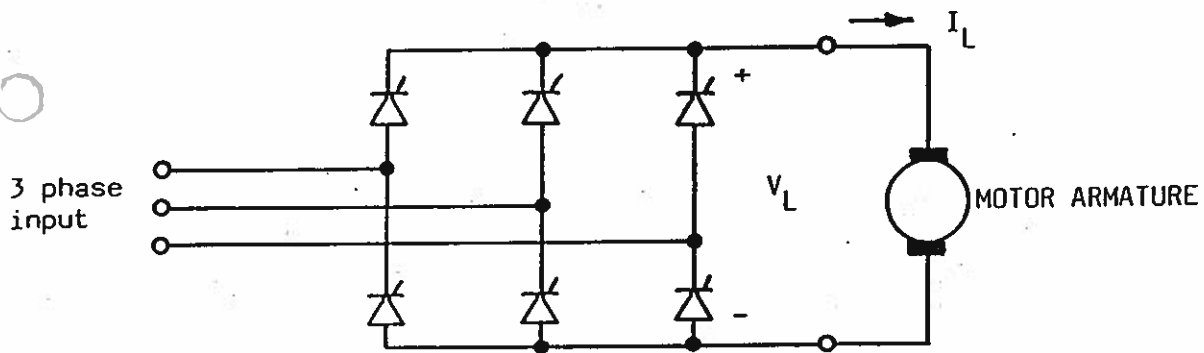 I_L
+
3 phase
input
V_L
MOTOR ARMATURE
-